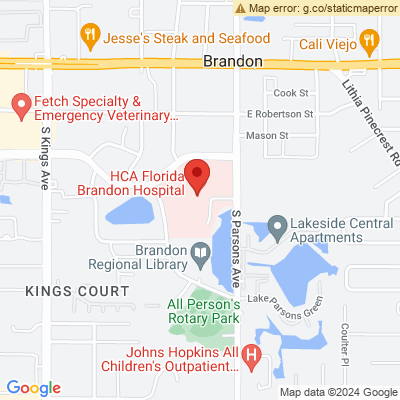 Map error: g.co/staticmaperror
Jesse's Steak and Seafood
Cali Viejo
Brandon
Cook St
Lithia Pinecrest Rd
Fetch Specialty &
Emergency Veterinary...
E Robertson St
Mason St
S Kings Ave
HCA Florida
Brandon Hospital
S Parsons Ave
Lakeside Central
Apartments
Brandon
Regional Library
KINGS COURT
Lake Parsons Green
All Person's
Rotary Park
Coulter Pl
Johns Hopkins All
Children's Outpatient...
H
Google
Map data ©2024 Google